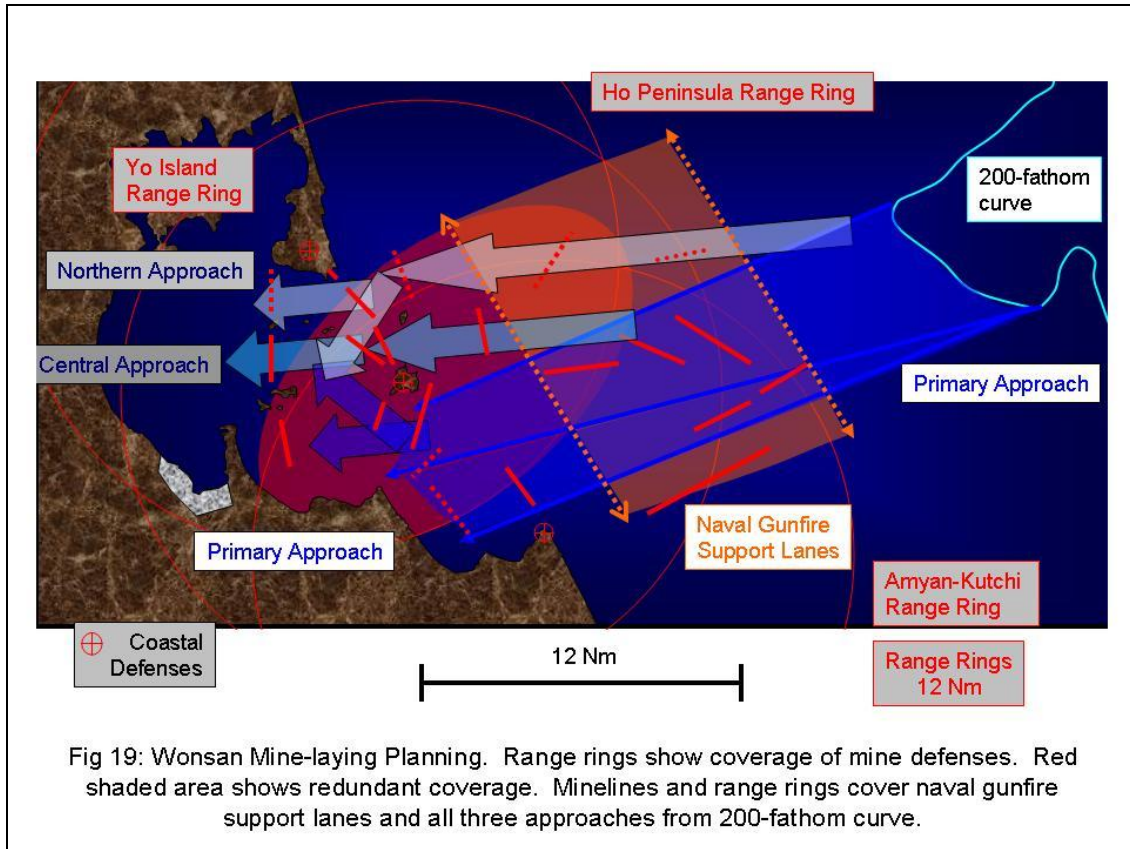 Ho Peninsula Range Ring
Yo Island
Range Ring
200-fathom
curve
Northern Approach
Central Approach
Primary Approach
Primary Approach
Naval Gunfire
Support Lanes
Amyan-Kutchi
Range Ring
Coastal
Defenses
12 Nm
Range Rings
12 Nm
Fig 19: Wonsan Mine-laying Planning. Range rings show coverage of mine defenses. Red
shaded area shows redundant coverage. Minelines and range rings cover naval gunfire
support lanes and all three approaches from 200-fathom curve.